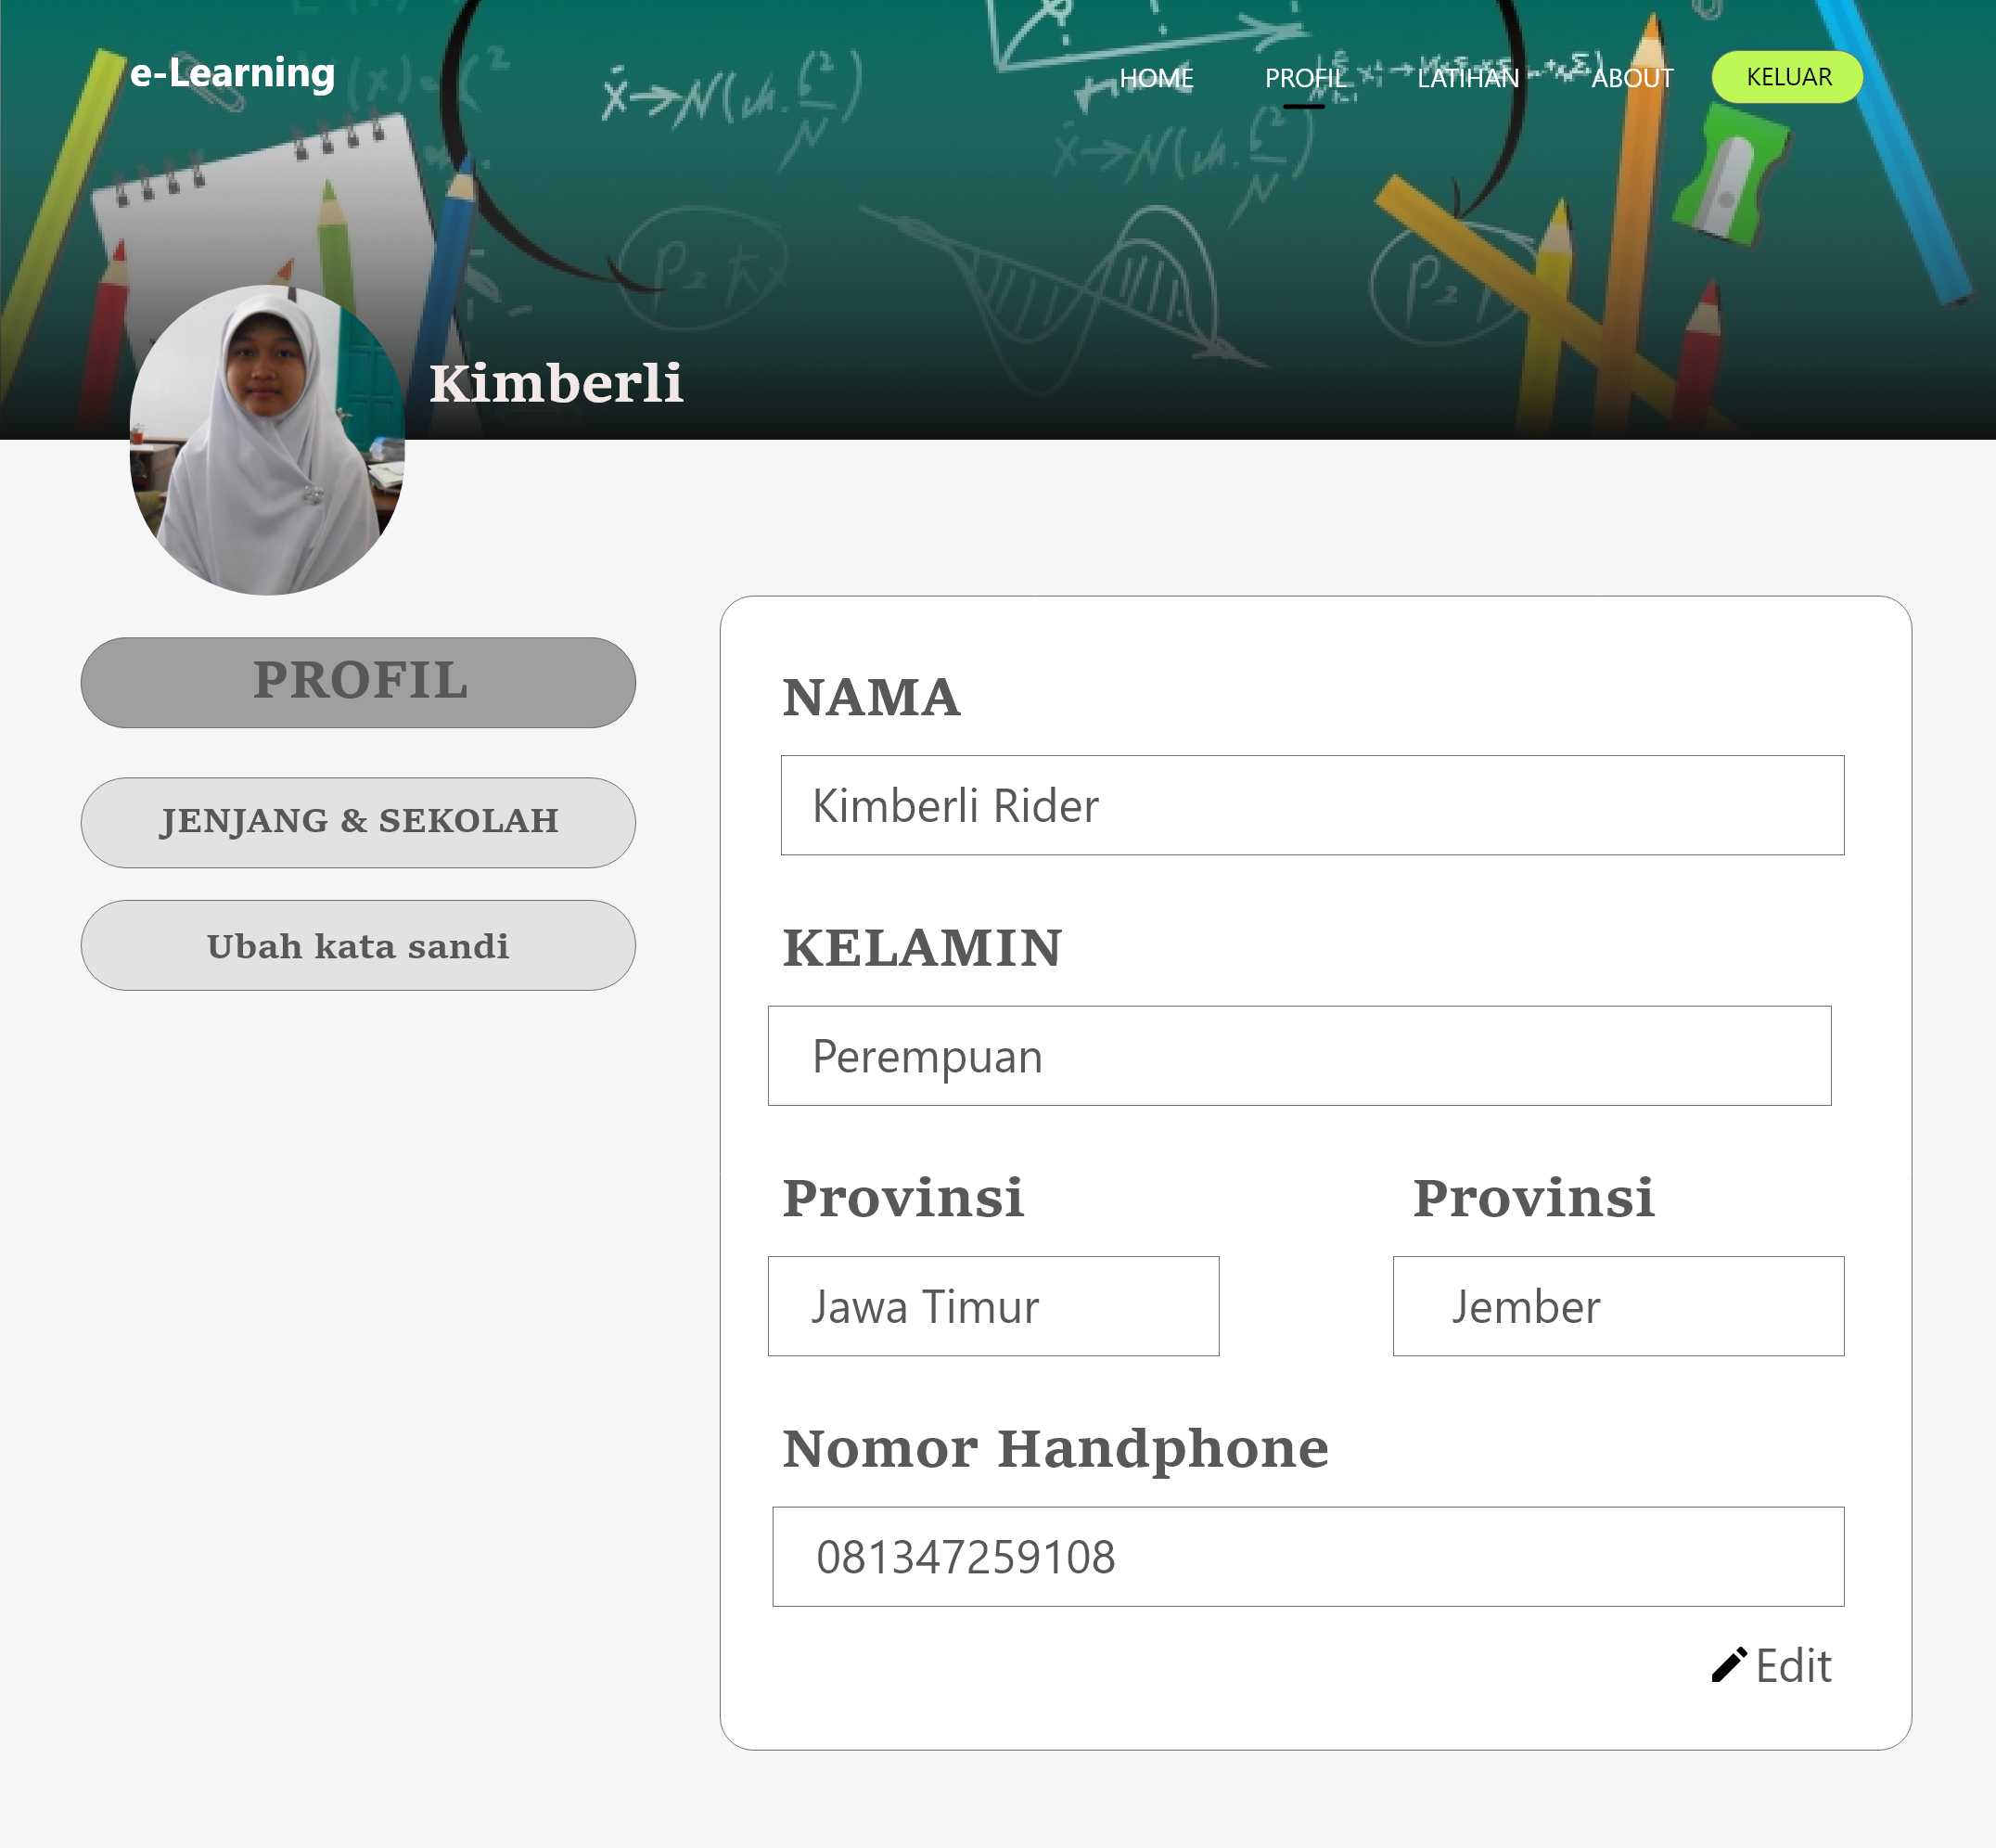 e-Learning
HOME PROFIL LATIHAN ABOUT KELUAR
Kimberli
PROFIL
JENJANG & SEKOLAH
Ubah kata sandi
NAMA
Kimberli Rider
KELAMIN
Perempuan
Provinsi Provinsi
Jawa Timur Jember
Nomor Handphone
081347259108
Edit